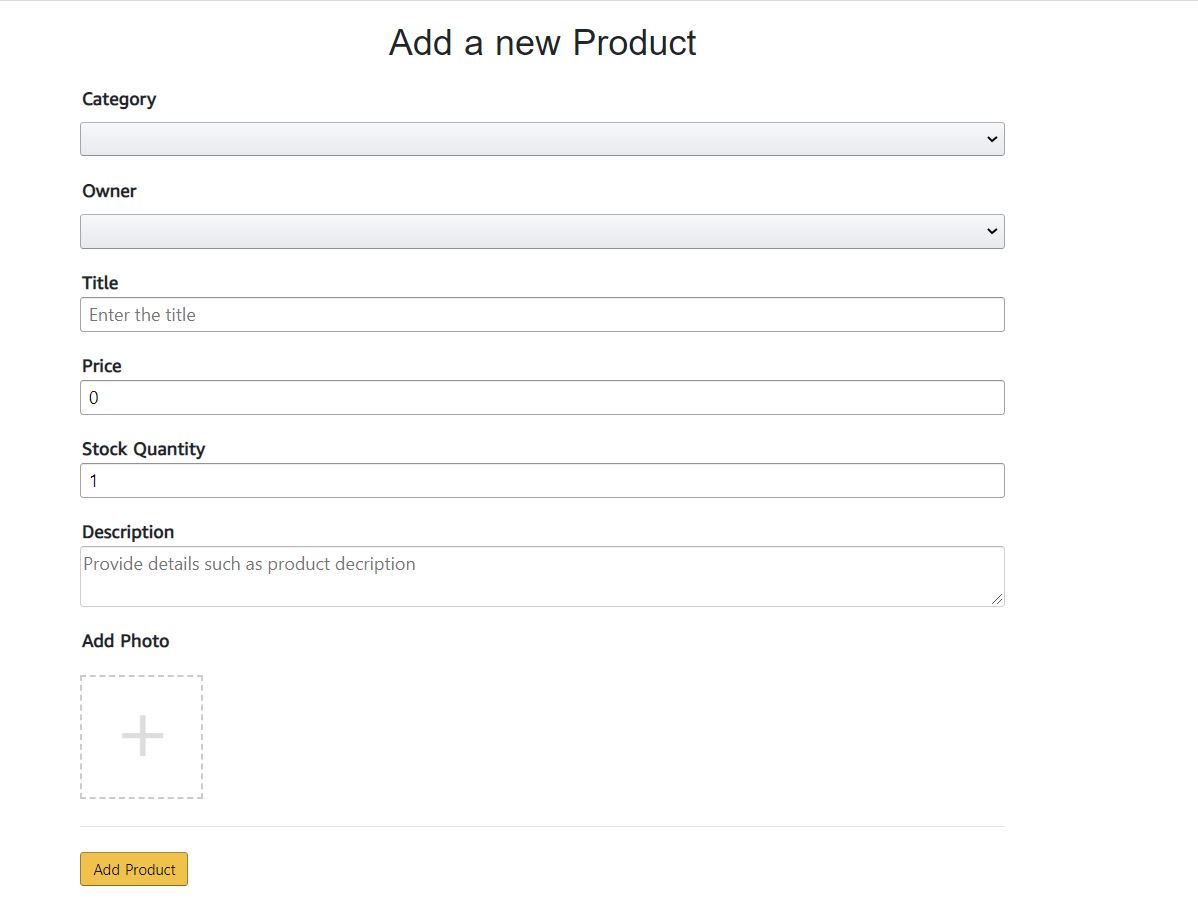 Add a new Product
Category
Owner
Title
Enter the title
Price
0
Stock Quantity
1
Description
Provide details such as product decription
Add Photo
Add Product